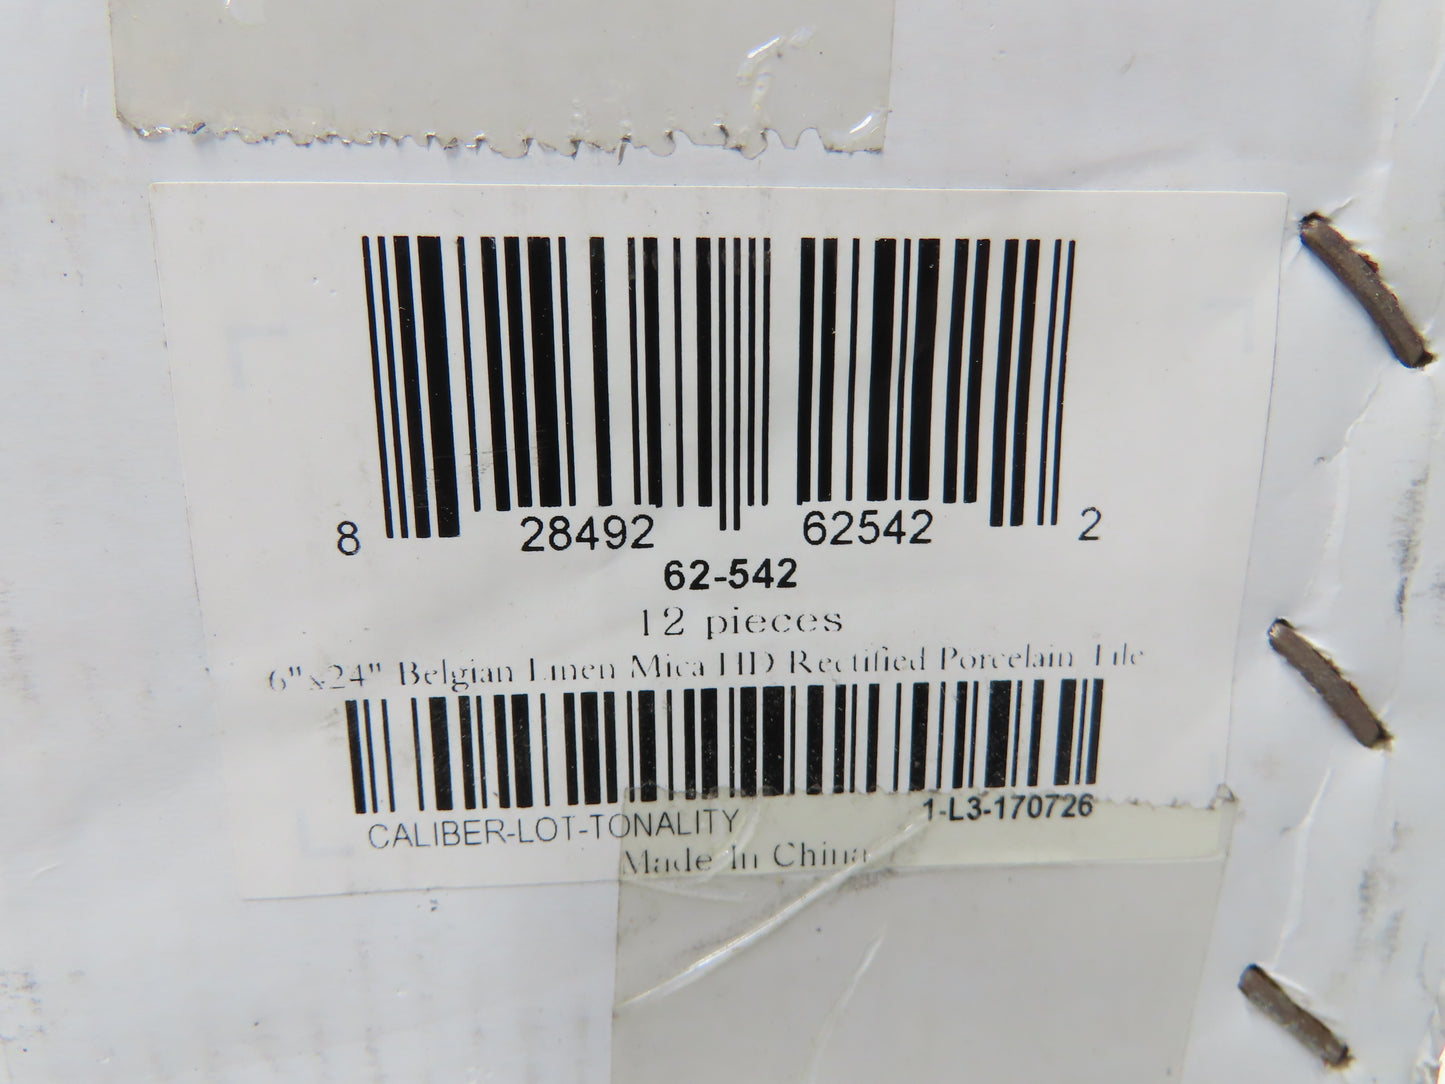 8 28492 62542 2
62-542
12 pieces
6"x24" Belgian Linen Mica HD Rectified Porcelain Tile
CALIBER-LOT-TONALITY 1-L3-170726
Made In China